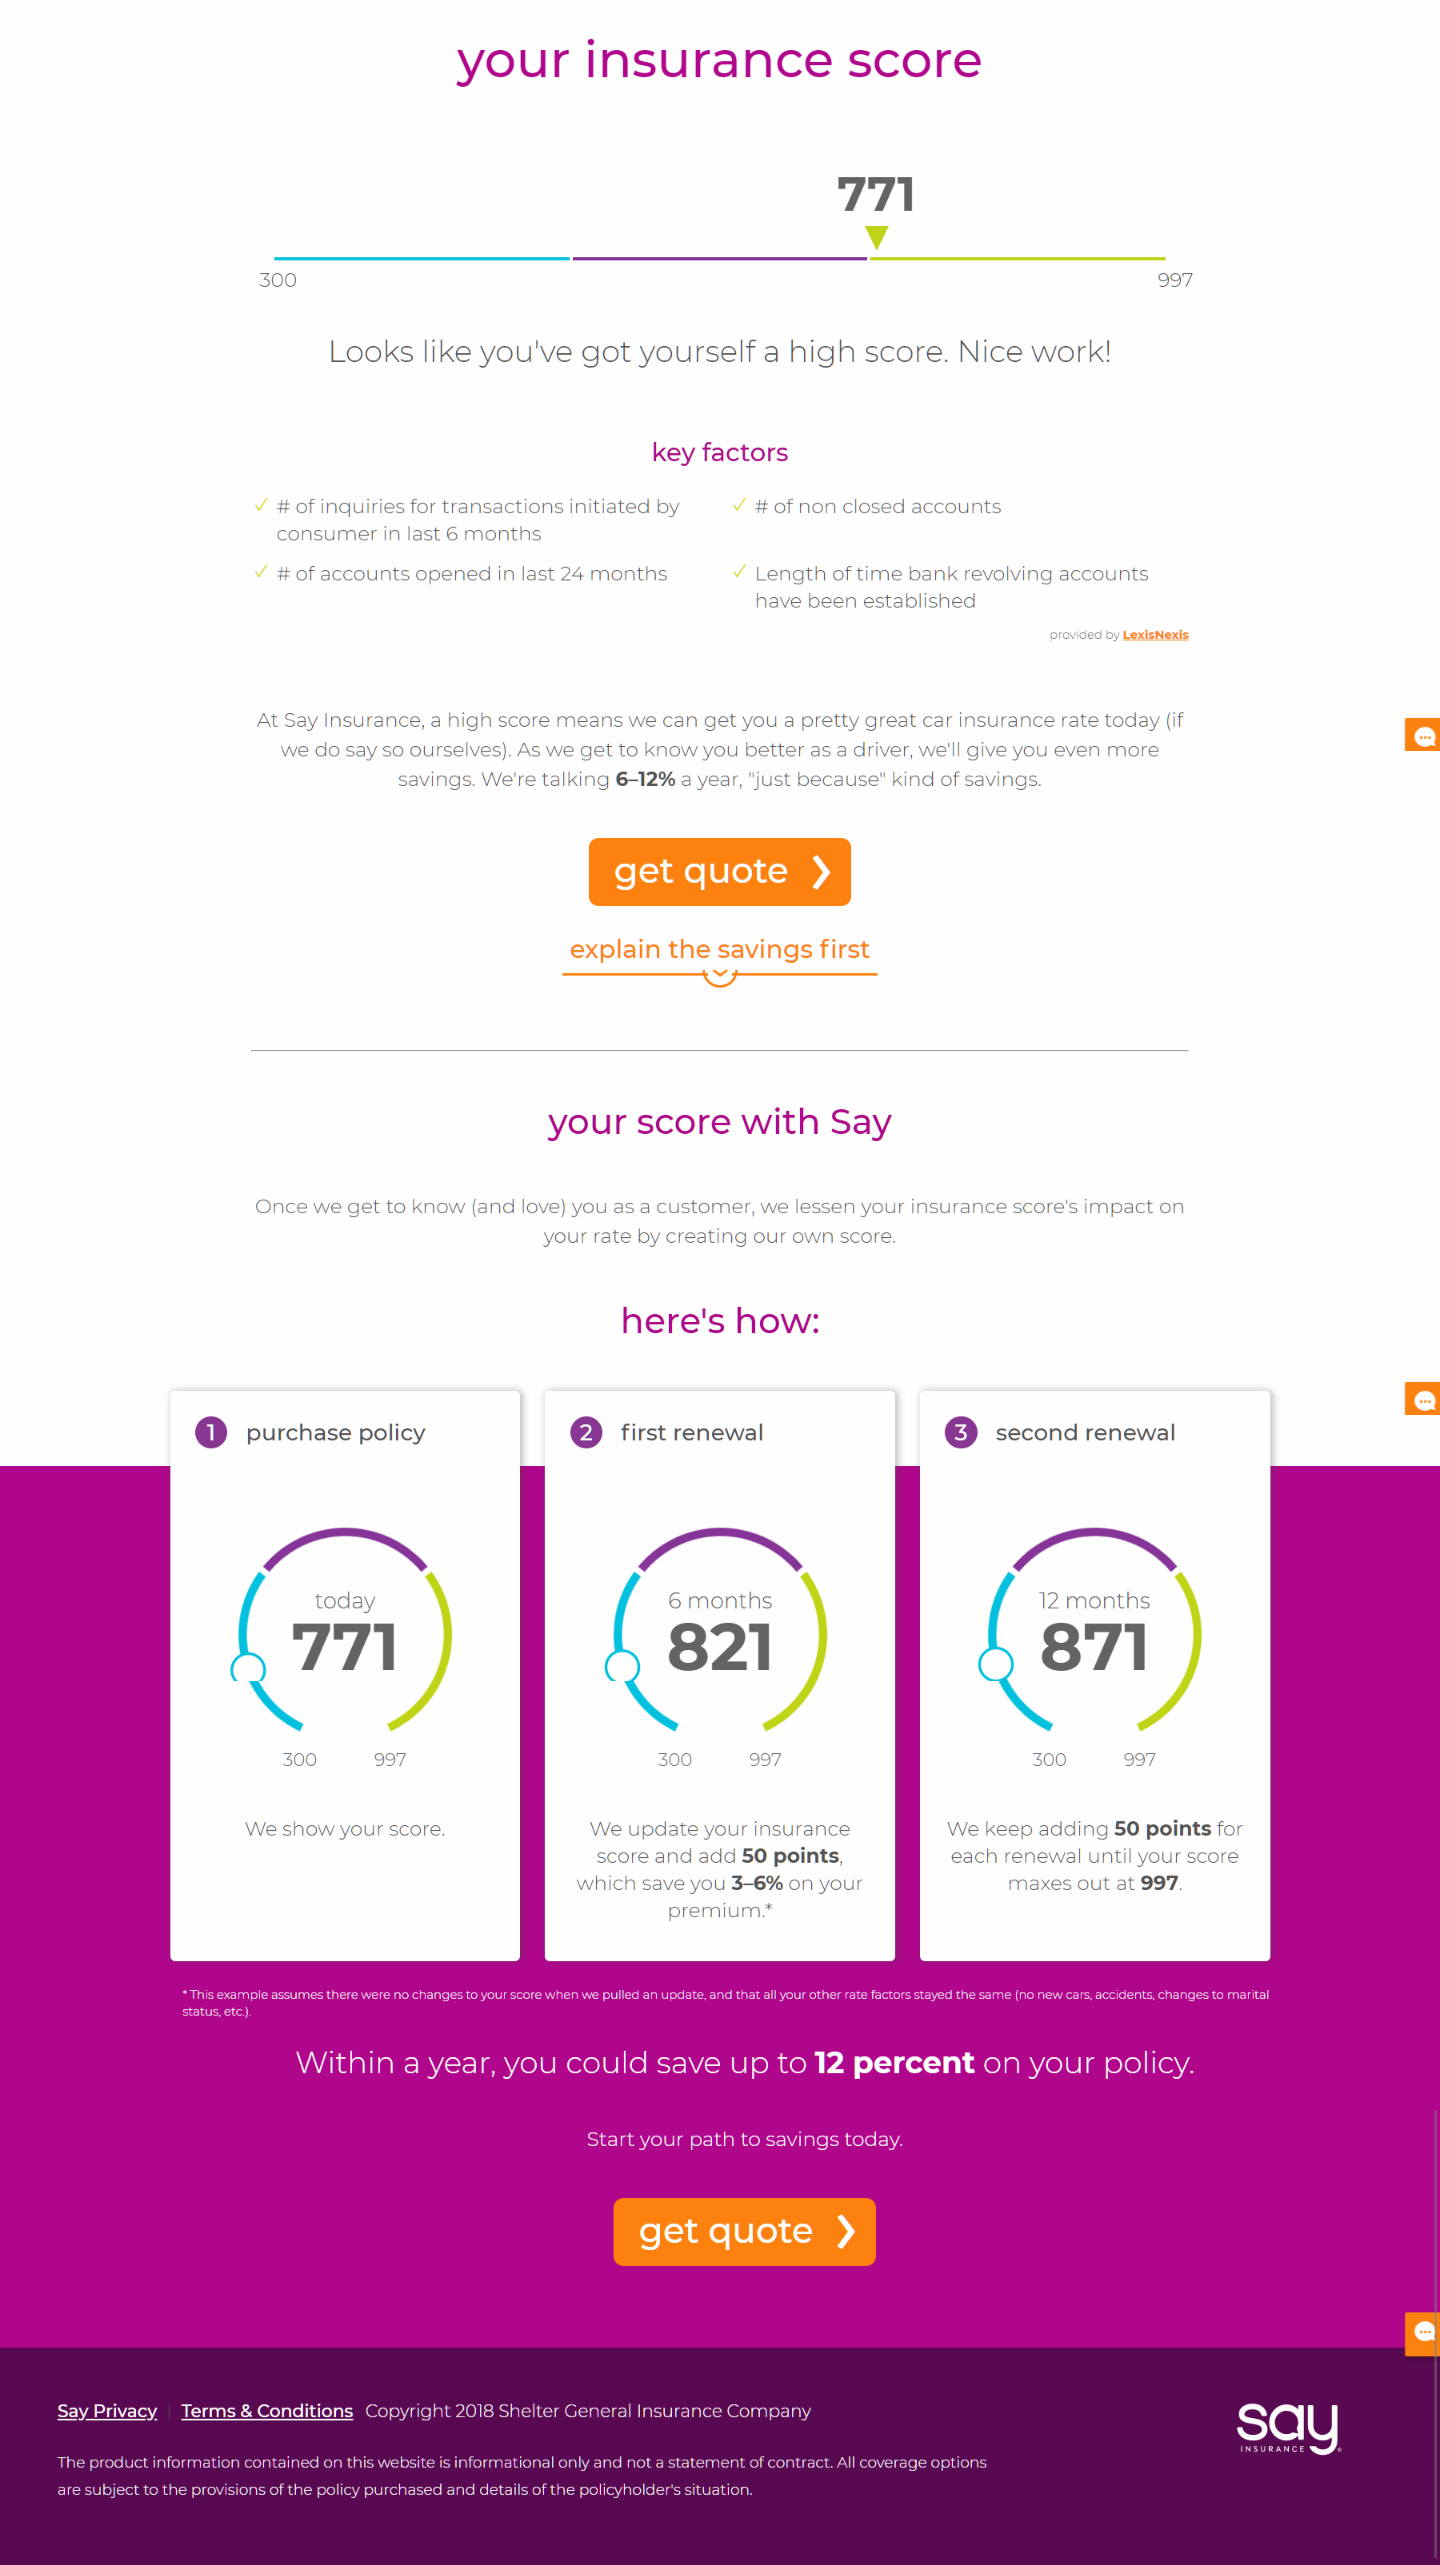 your insurance score
771
300
997
Looks like you've got yourself a high score. Nice work!
key factors
# of inquiries for transactions initiated by
consumer in last 6 months
# of non closed accounts
# of accounts opened in last 24 months
Length of time bank revolving accounts
have been established
provided by LexisNexis
At Say Insurance, a high score means we can get you a pretty great car insurance rate today (if
we do say so ourselves). As we get to know you better as a driver, we'll give you even more
savings. We're talking 6–12% a year, "just because" kind of savings.
get quote
explain the savings first
your score with Say
Once we get to know (and love) you as a customer, we lessen your insurance score's impact on
your rate by creating our own score.
here's how:
1 purchase policy
today
771
300 997
We show your score.
2 first renewal
6 months
821
300 997
We update your insurance
score and add 50 points,
which save you 3–6% on your
premium.*
3 second renewal
12 months
871
300 997
We keep adding 50 points for
each renewal until your score
maxes out at 997.
* This example assumes there were no changes to your score when we pulled an update, and that all your other rate factors stayed the same (no new cars, accidents, changes to marital
status, etc.).
Within a year, you could save up to 12 percent on your policy.
Start your path to savings today.
get quote
Say Privacy | Terms & Conditions Copyright 2018 Shelter General Insurance Company
The product information contained on this website is informational only and not a statement of contract. All coverage options
are subject to the provisions of the policy purchased and details of the policyholder's situation.
say
INSURANCE®